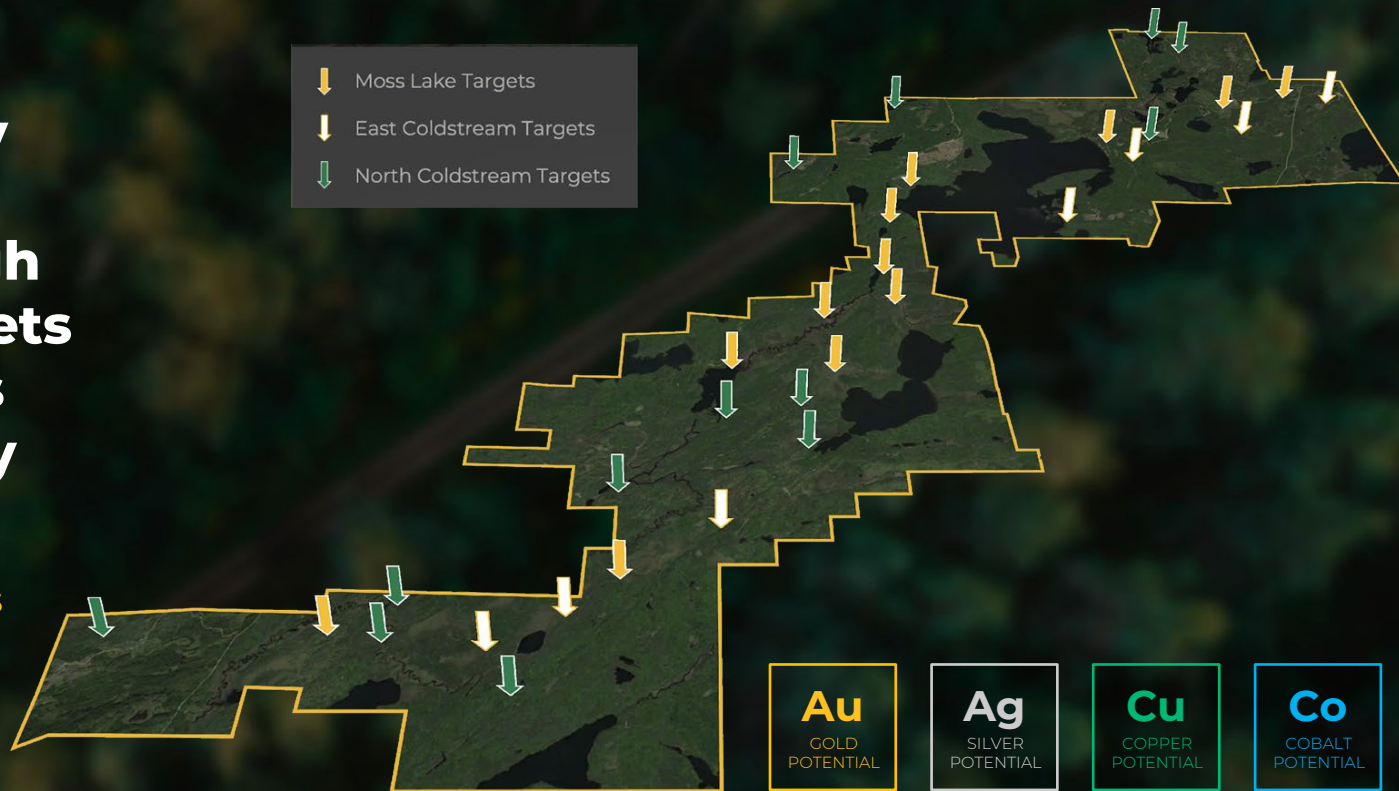 Moss Lake Targets
East Coldstream Targets
North Coldstream Targets
Au
GOLD
POTENTIAL
Ag
SILVER
POTENTIAL
Cu
COPPER
POTENTIAL
Co
COBALT
POTENTIAL